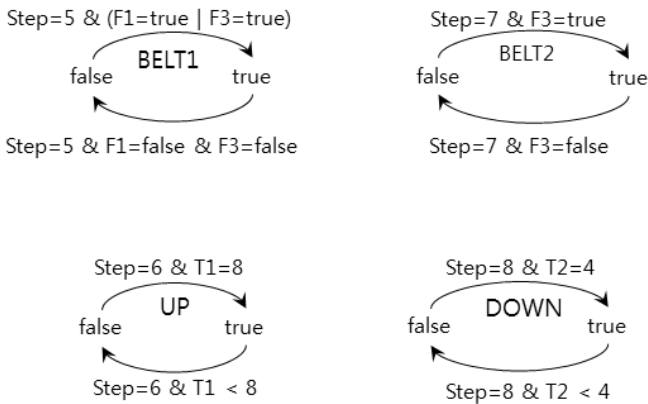 Step=5 & (F1=true | F3=true)
Step=7 & F3=true
BELT1
BELT2
false
true
false
true
Step=5 & F1=false & F3=false
Step=7 & F3=false
Step=6 & T1=8
Step=8 & T2=4
UP
DOWN
false
true
false
true
Step=6 & T1 < 8
Step=8 & T2 < 4